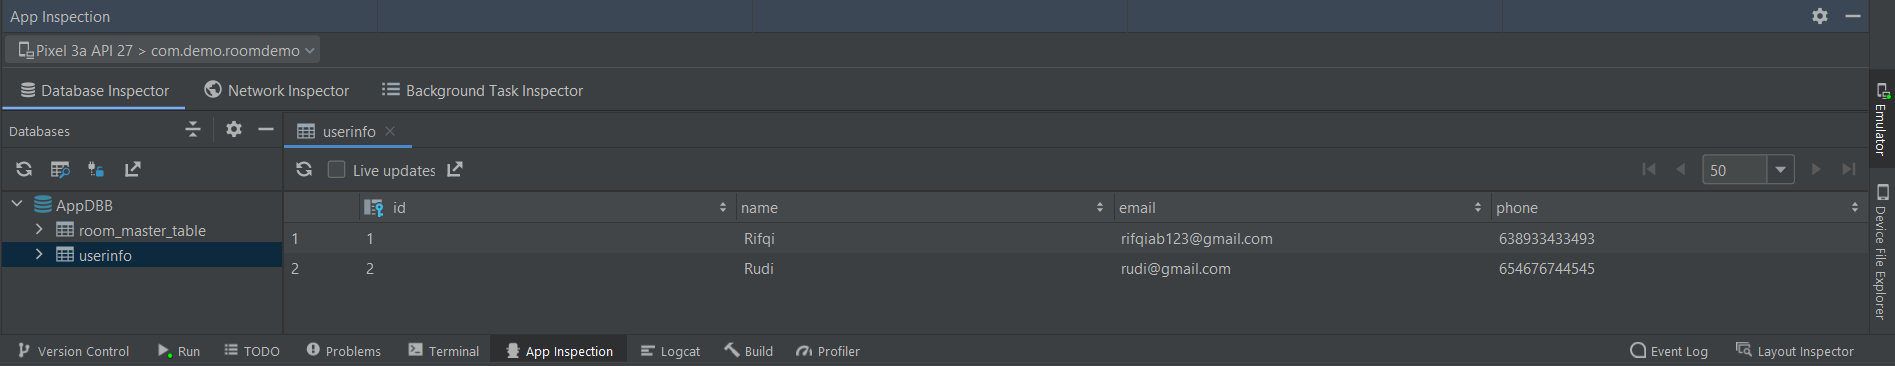 App Inspection
Pixel 3a API 27 > com.demo.roomdemo
Database Inspector Network Inspector Background Task Inspector
Databases userinfo
Live updates 50
AppDBB id name email phone
room_master_table 1 1 Rifqi rifqiab123@gmail.com 638933433493
userinfo 2 2 Rudi rudi@gmail.com 654676744545
Version Control Run TODO Problems Terminal App Inspection Logcat Build Profiler Event Log Layout Inspector
Emulator
Device File Explorer